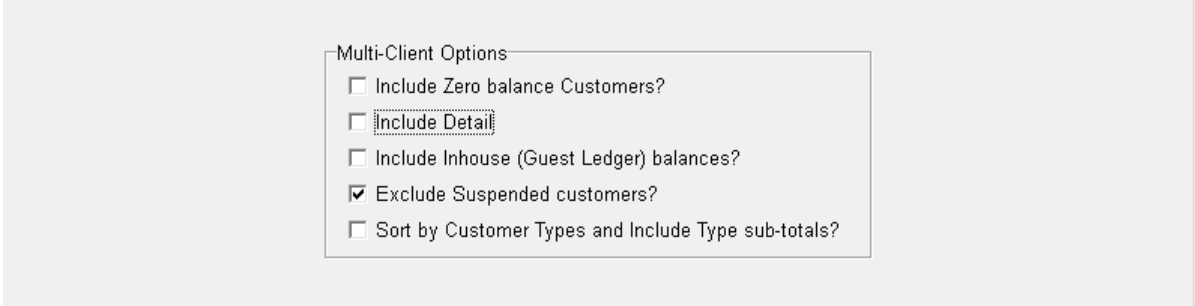 Multi-Client Options
Include Zero balance Customers?
Include Detail
Include Inhouse (Guest Ledger) balances?
Exclude Suspended customers?
Sort by Customer Types and Include Type sub-totals?